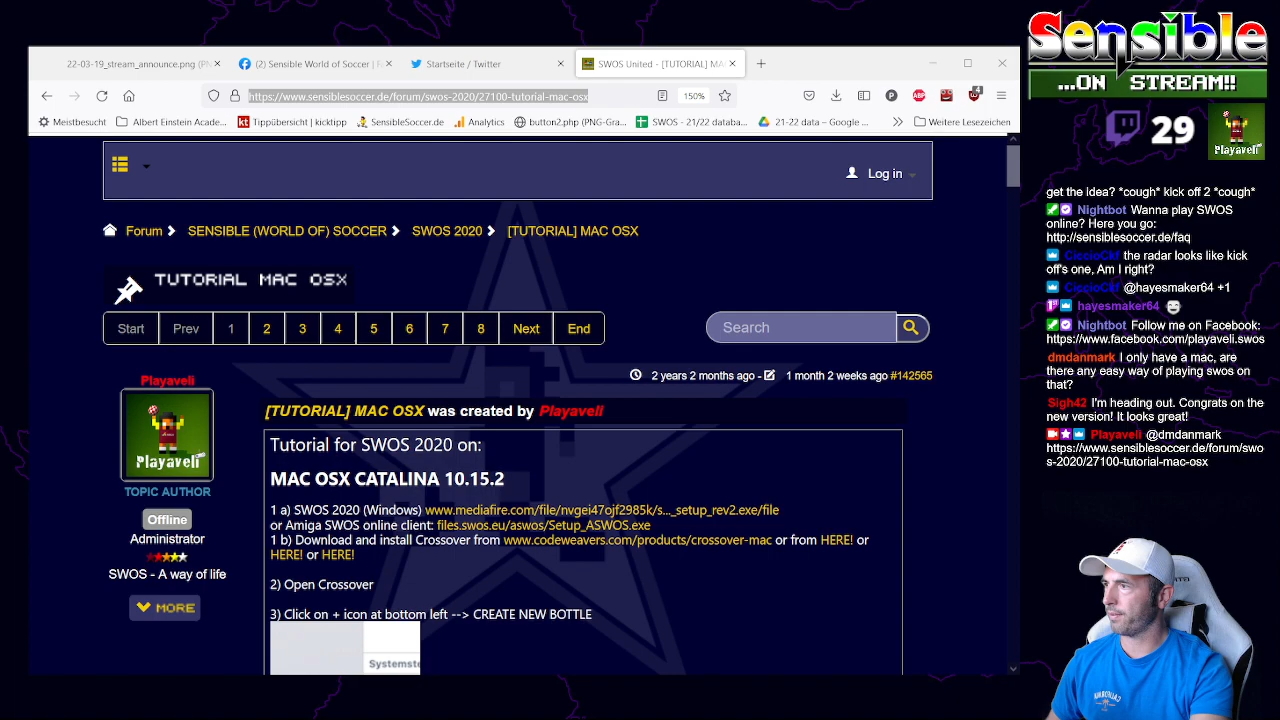 Sensible
...ON STREAM!!
29
Playaveli
22-03-19_stream_announce.png (PN
(2) Sensible World of Soccer | F
Startseite / Twitter
SWOS United - [TUTORIAL] MA
https://www.sensiblesoccer.de/forum/swos-2020/27100-tutorial-mac-osx
150%
Meistbesucht
Albert Einstein Acade...
Tippübersicht | kicktipp
SensibleSoccer.de
Analytics
button2.php (PNG-Gra...
SWOS - 21/22 databa...
21-22 data – Google ...
Weitere Lesezeichen
Log in
Forum
SENSIBLE (WORLD OF) SOCCER
SWOS 2020
[TUTORIAL] MAC OSX
TUTORIAL MAC OSX
Start Prev 1 2 3 4 5 6 7 8 Next End
Search
2 years 2 months ago - 1 month 2 weeks ago #142565
Playaveli
Playaveli
TOPIC AUTHOR
Offline
Administrator
SWOS - A way of life
MORE
[TUTORIAL] MAC OSX was created by Playaveli
Tutorial for SWOS 2020 on:
MAC OSX CATALINA 10.15.2
1 a) SWOS 2020 (Windows) www.mediafire.com/file/nvgei47ojf2985k/s..._setup_rev2.exe/file
or Amiga SWOS online client: files.swos.eu/aswos/Setup_ASWOS.exe
1 b) Download and install Crossover from www.codeweavers.com/products/crossover-mac or from HERE! or
HERE! or HERE!
2) Open Crossover
3) Click on + icon at bottom left --> CREATE NEW BOTTLE
Systemste
get the idea? *cough* kick off 2 *cough*
Nightbot Wanna play SWOS
online? Here you go:
http://sensiblesoccer.de/faq
CiccioCkf the radar looks like kick
off's one, Am I right?
CiccioCkf @hayesmaker64 +1
hayesmaker64
Nightbot Follow me on Facebook:
https://www.facebook.com/playaveli.swos
dmdanmark I only have a mac, are
there any easy way of playing swos on
that?
Sigh42 I'm heading out. Congrats on the
new version! It looks great!
Playaveli @dmdanmark
https://www.sensiblesoccer.de/forum/swo
s-2020/27100-tutorial-mac-osx